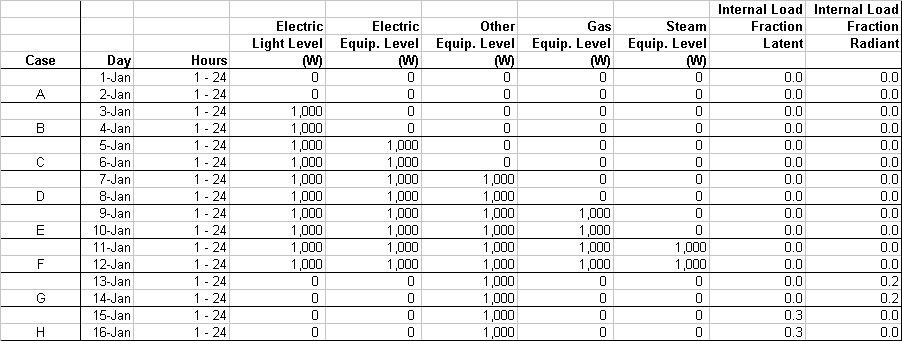 Internal Load Internal Load
Electric Electric Other Gas Steam Fraction Fraction
Light Level Equip. Level Equip. Level Equip. Level Equip. Level Latent Radiant
Case Day Hours (W) (W) (W) (W) (W)
1-Jan 1 - 24 0 0 0 0 0 0.0 0.0
A 2-Jan 1 - 24 0 0 0 0 0 0.0 0.0
3-Jan 1 - 24 1,000 0 0 0 0 0.0 0.0
B 4-Jan 1 - 24 1,000 0 0 0 0 0.0 0.0
5-Jan 1 - 24 1,000 1,000 0 0 0 0.0 0.0
C 6-Jan 1 - 24 1,000 1,000 0 0 0 0.0 0.0
7-Jan 1 - 24 1,000 1,000 1,000 0 0 0.0 0.0
D 8-Jan 1 - 24 1,000 1,000 1,000 0 0 0.0 0.0
9-Jan 1 - 24 1,000 1,000 1,000 1,000 0 0.0 0.0
E 10-Jan 1 - 24 1,000 1,000 1,000 1,000 0 0.0 0.0
11-Jan 1 - 24 1,000 1,000 1,000 1,000 1,000 0.0 0.0
F 12-Jan 1 - 24 1,000 1,000 1,000 1,000 1,000 0.0 0.0
13-Jan 1 - 24 0 0 1,000 0 0 0.0 0.2
G 14-Jan 1 - 24 0 0 1,000 0 0 0.0 0.2
15-Jan 1 - 24 0 0 1,000 0 0 0.3 0.0
H 16-Jan 1 - 24 0 0 1,000 0 0 0.3 0.0